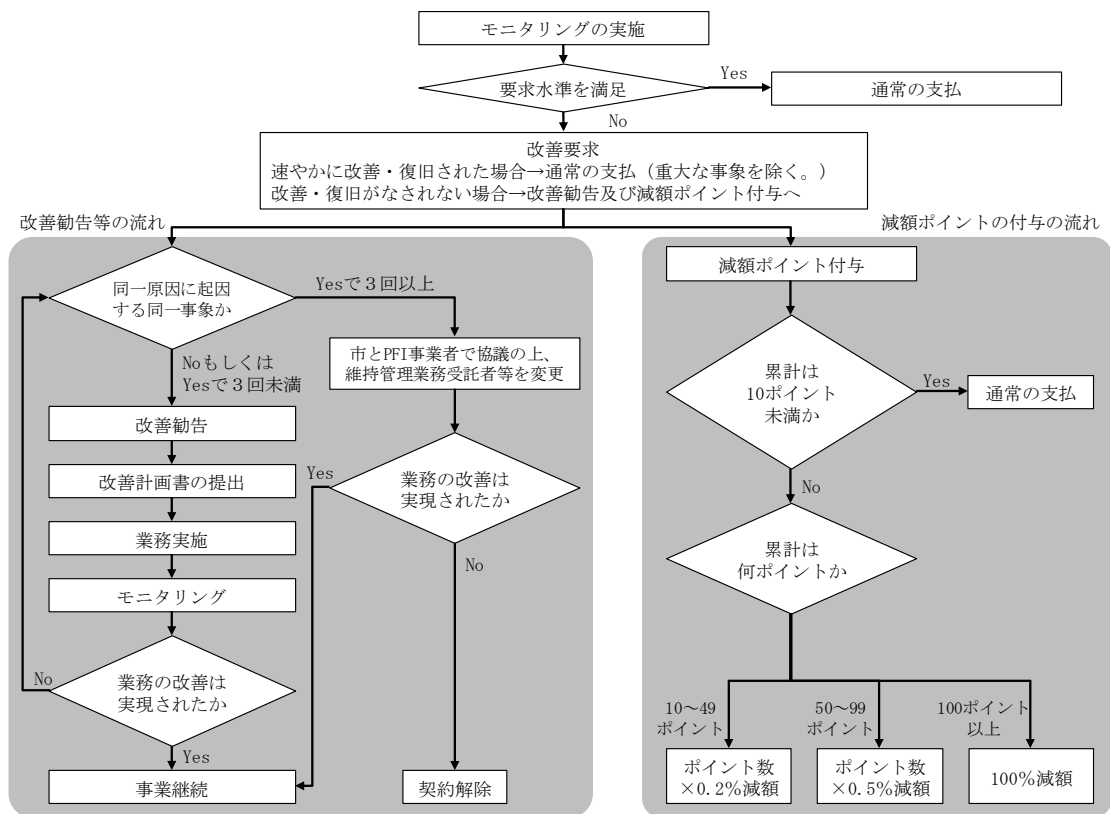 モニタリングの実施
要求水準を満足
Yes
通常の支払
No
改善要求
速やかに改善・復旧された場合→通常の支払（重大な事象を除く。）
改善・復旧がなされない場合→改善勧告及び減額ポイント付与へ
改善勧告等の流れ
同一原因に起因
する同一事象か
Yesで３回以上
Noもしくは
Yesで３回未満
市とPFI事業者で協議の上、
維持管理業務受託者等を変更
改善勧告
改善計画書の提出
業務実施
モニタリング
業務の改善は
実現されたか
No
Yes
事業継続
業務の改善は
実現されたか
Yes
No
契約解除
減額ポイントの付与の流れ
減額ポイント付与
累計は
10ポイント
未満か
Yes
通常の支払
No
累計は
何ポイントか
10～49
ポイント
50～99
ポイント
100ポイント
以上
ポイント数
×0.2％減額
ポイント数
×0.5％減額
100％減額